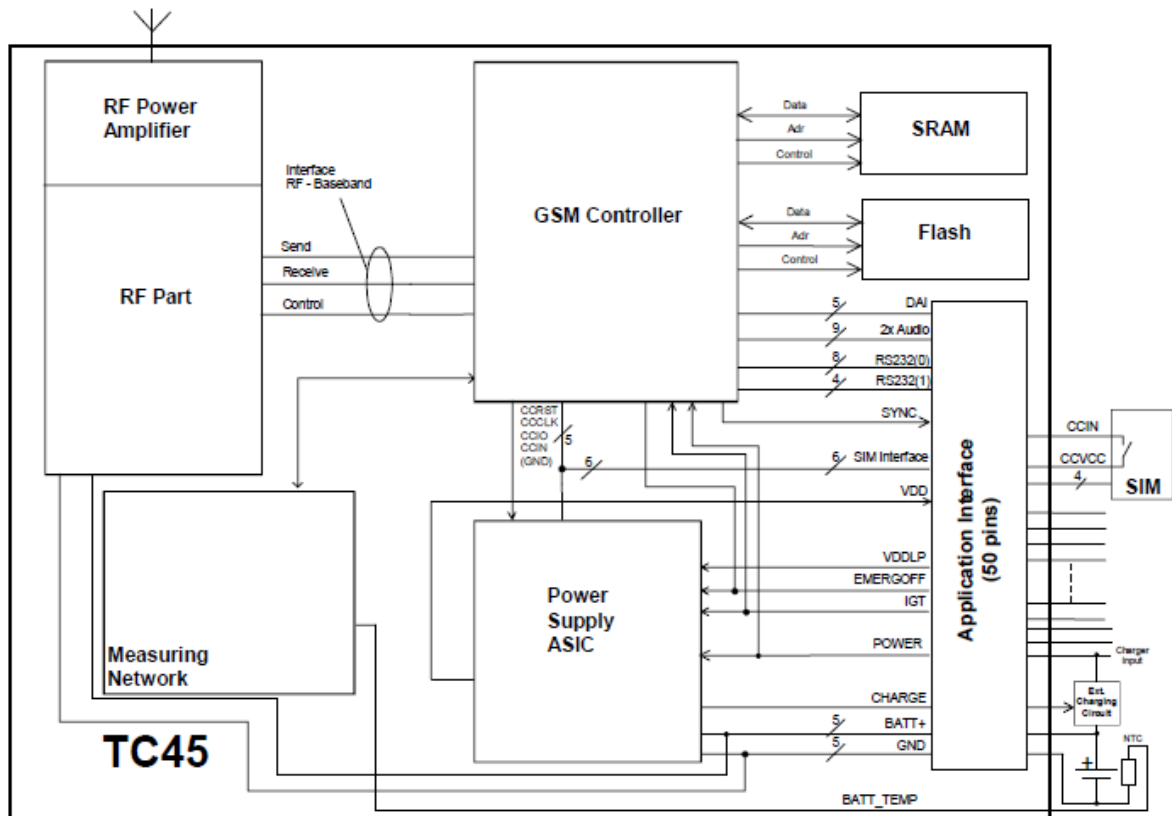 RF Power
Amplifier
RF Part
Interface
RF - Baseband
Send
Receive
Control
GSM Controller
Data
Adr
Control
SRAM
Data
Adr
Control
Flash
5
DAI
9
2x Audio
8
RS232(0)
4
RS232(1)
SYNC
CCRST
CCCLK
CCIO
CCIN
(GND)
5
6
6
SIM Interface
VDD
VDDLP
EMERGOFF
IGT
POWER
CHARGE
5
BATT+
5
GND
BATT_TEMP
Power
Supply
ASIC
Measuring
Network
TC45
Application Interface
(50 pins)
CCIN
CCVCC
4
SIM
Charger
Input
Ext.
Charging
Circuit
NTC
+